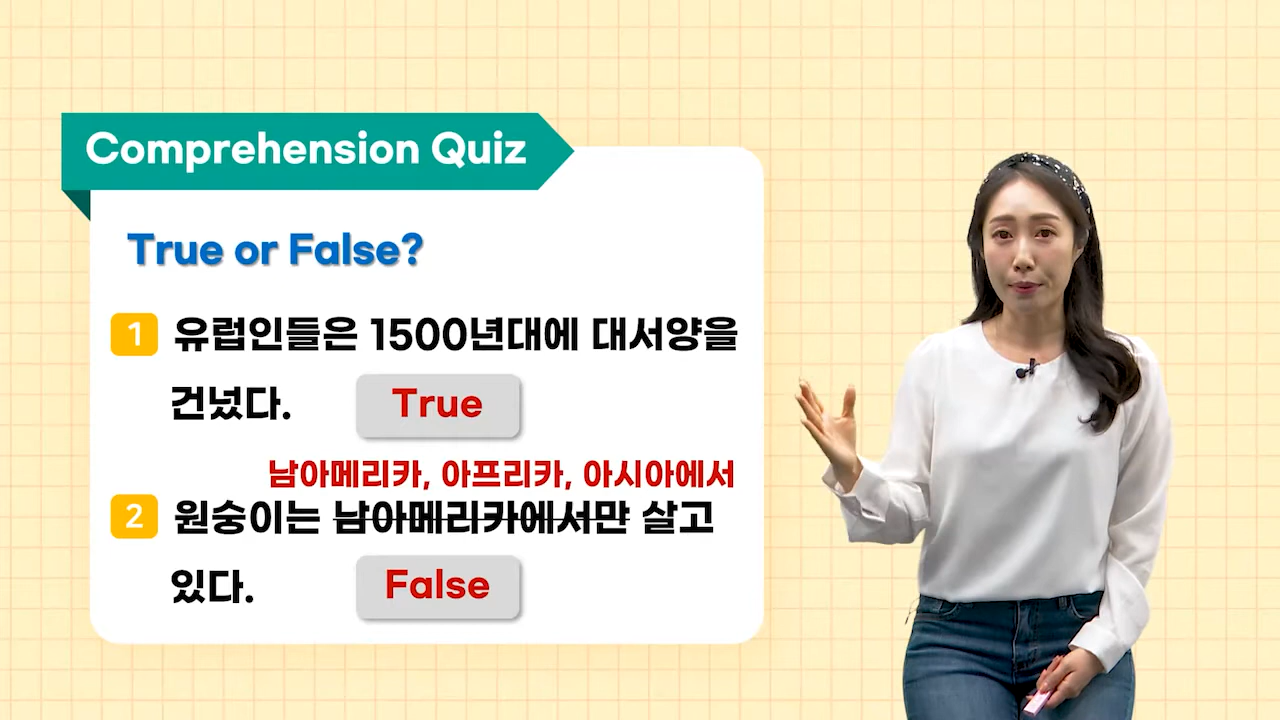 Comprehension Quiz
True or False?
1 유럽인들은 1500년대에 대서양을
건넜다. True
남아메리카, 아프리카, 아시아에서
2 원숭이는 남아메리카에서만 살고
있다. False